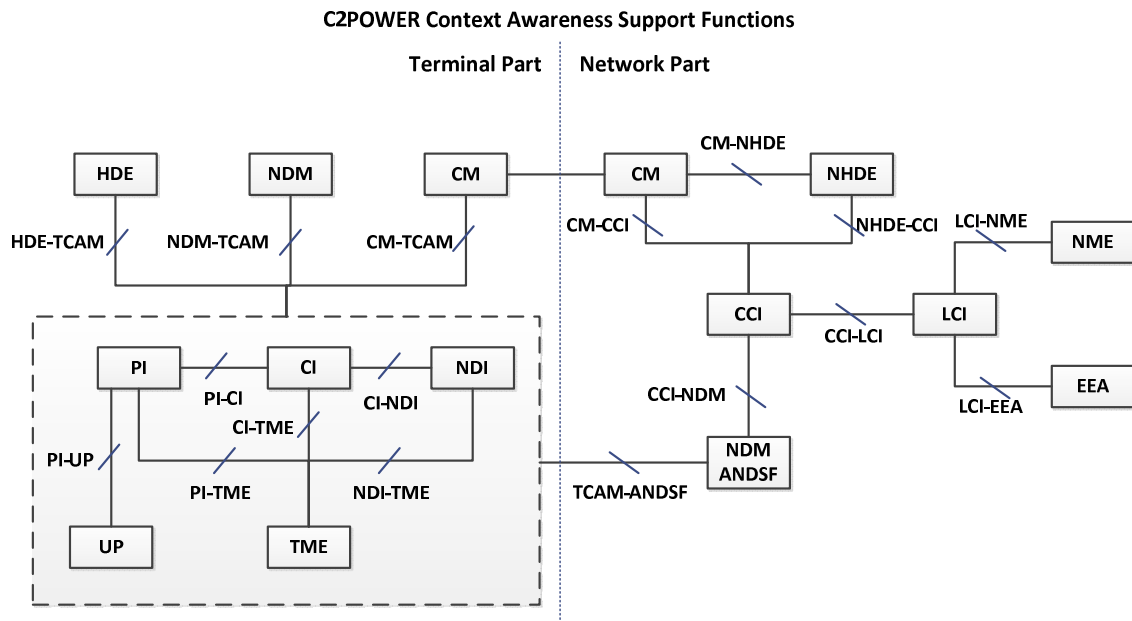 C2POWER Context Awareness Support Functions
Terminal Part
Network Part
HDE
NDM
CM
CM
CM-NHDE
NHDE
HDE-TCAM
NDM-TCAM
CM-TCAM
CM-CCI
NHDE-CCI
LCI-NME
NME
CCI
CCI-LCI
LCI
PI
PI-CI
CI
CI-NDI
NDI
CCI-NDM
LCI-EEA
EEA
CI-TME
PI-UP
PI-TME
NDI-TME
TCAM-ANDSF
NDM
ANDSF
UP
TME